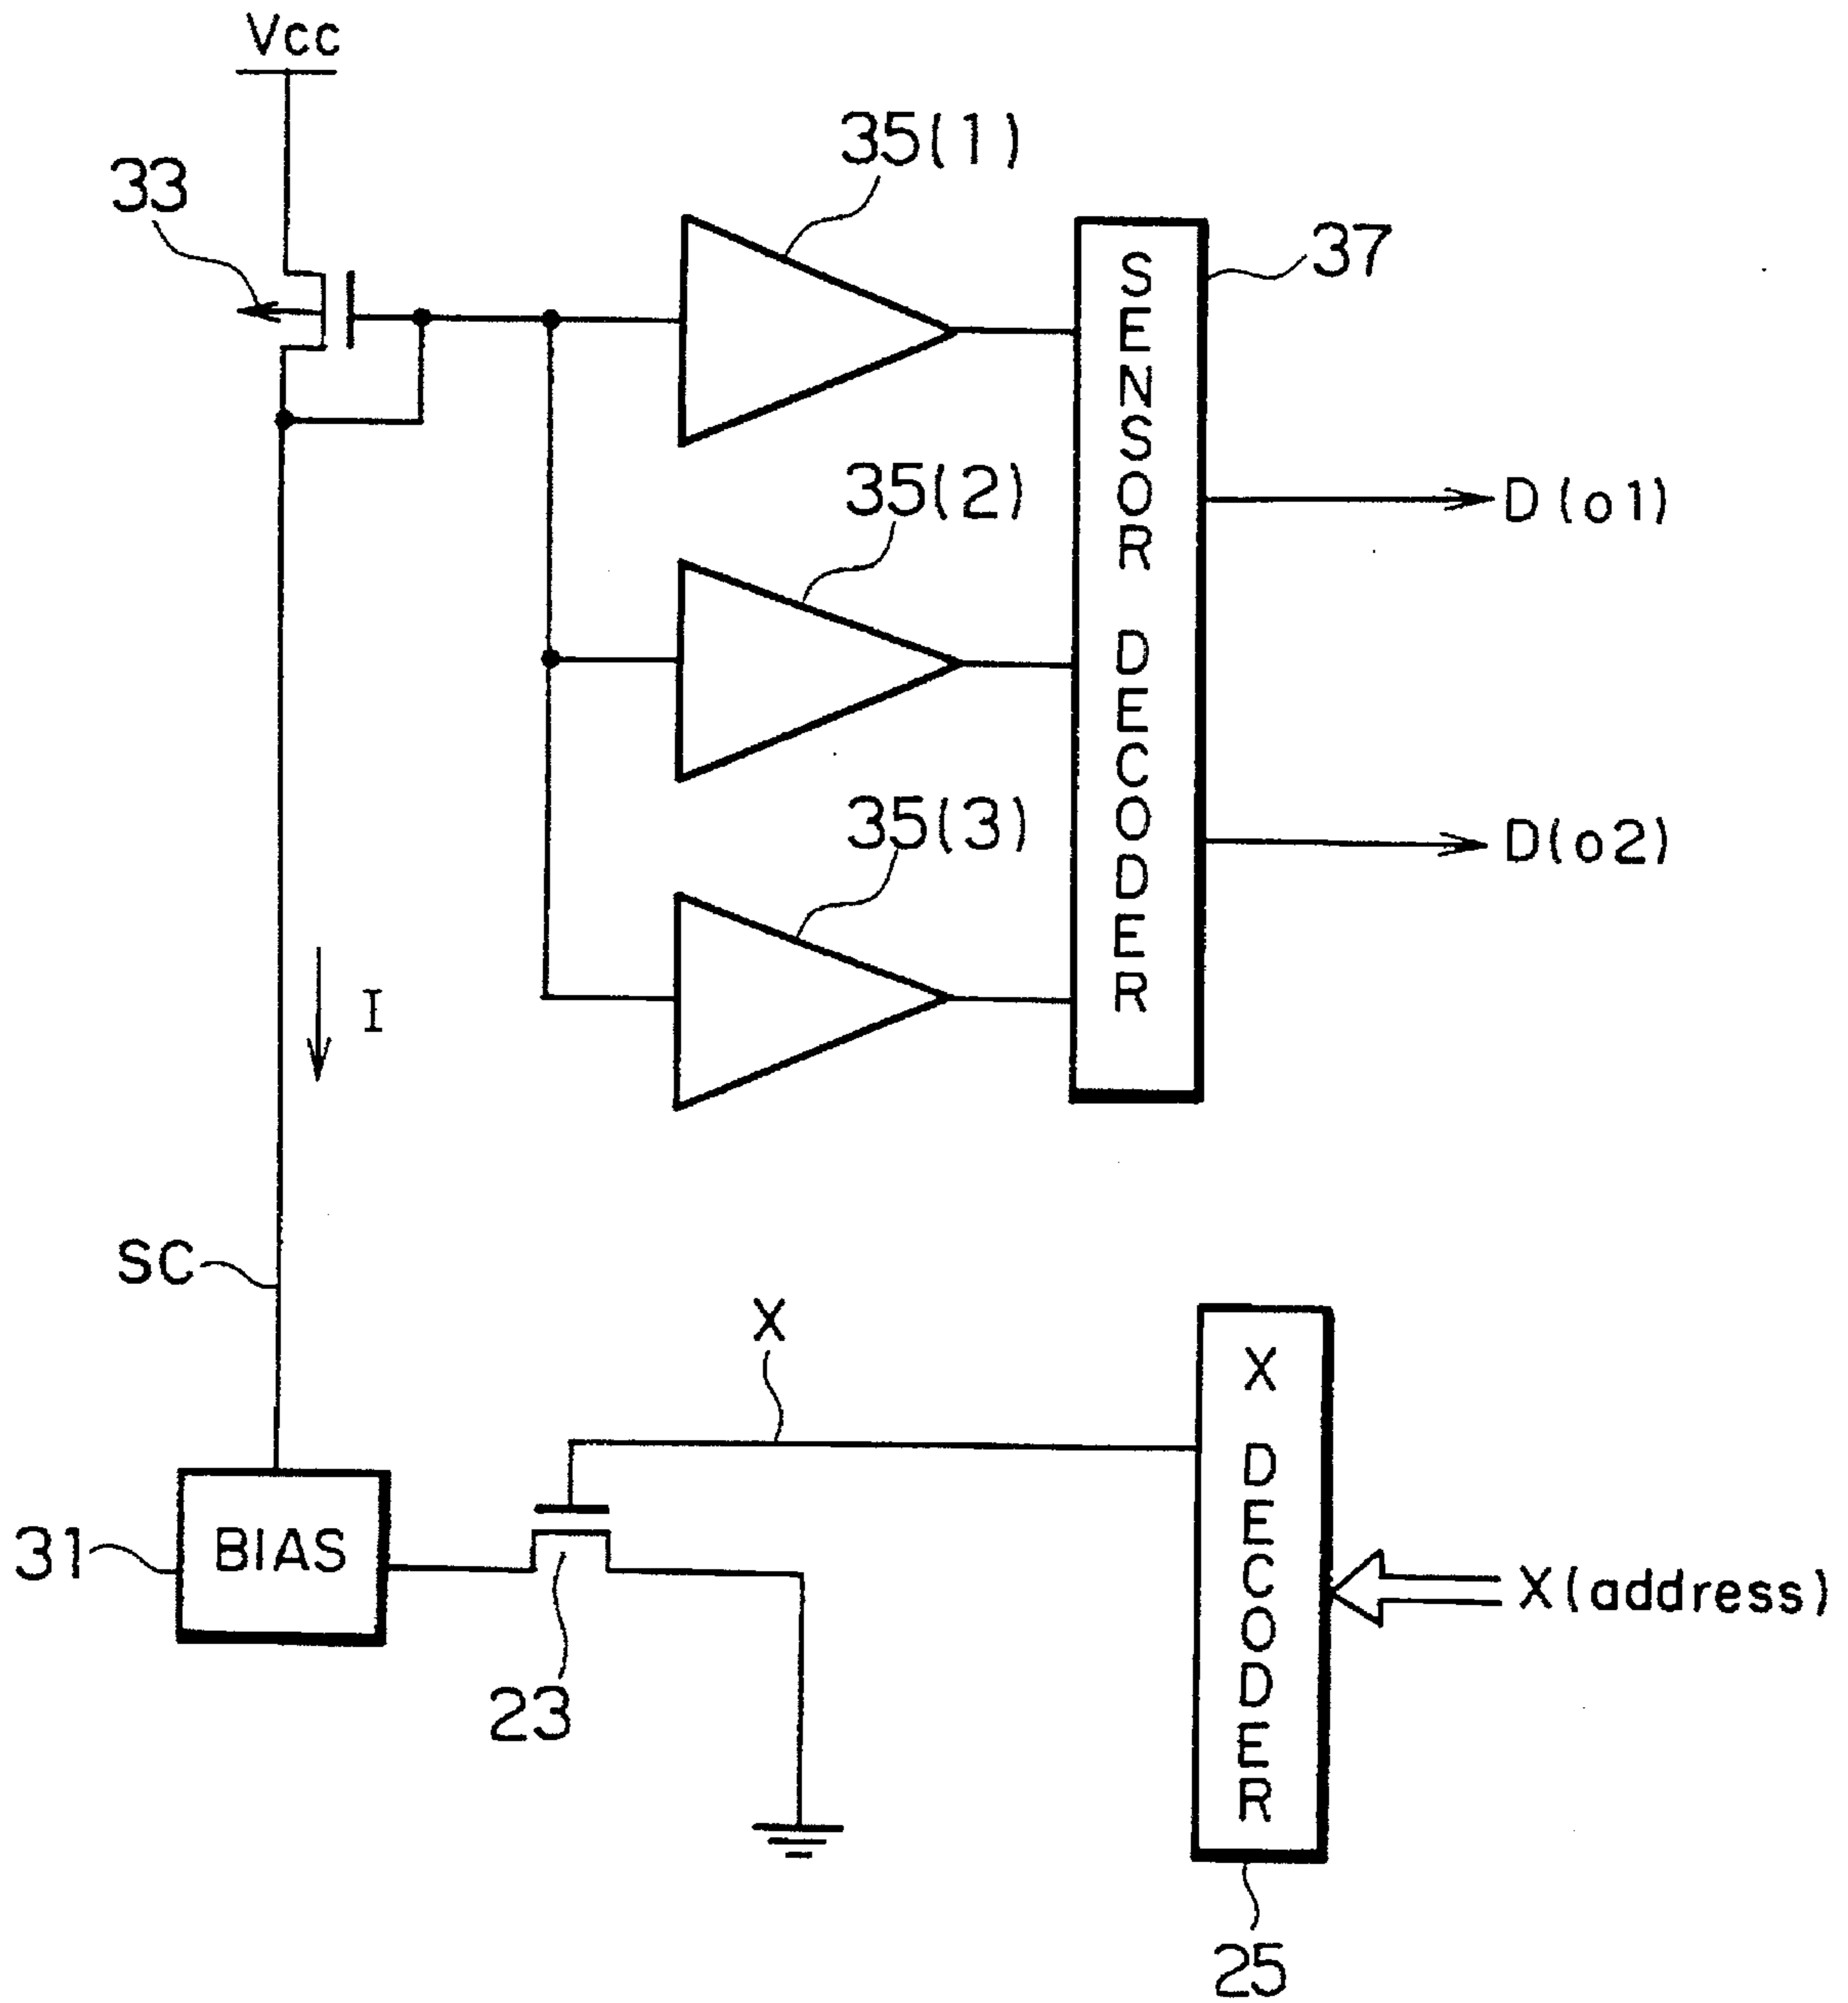 Vcc
33
35(1)
37
SENSOR DECODER
35(2)
D(o1)
35(3)
D(o2)
I
SC
X
X DECODER
31
BIAS
X(address)
23
25